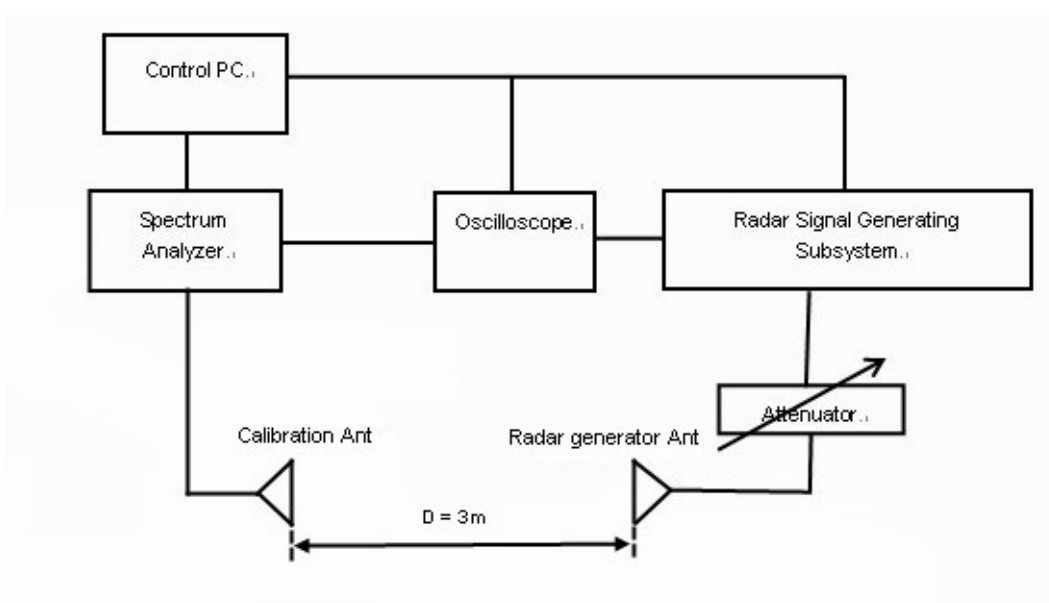 Control PC.
Spectrum
Analyzer.
Oscilloscope.
Radar Signal Generating
Subsystem.
Attenuator.
Calibration Ant
Radar generator Ant
D = 3m